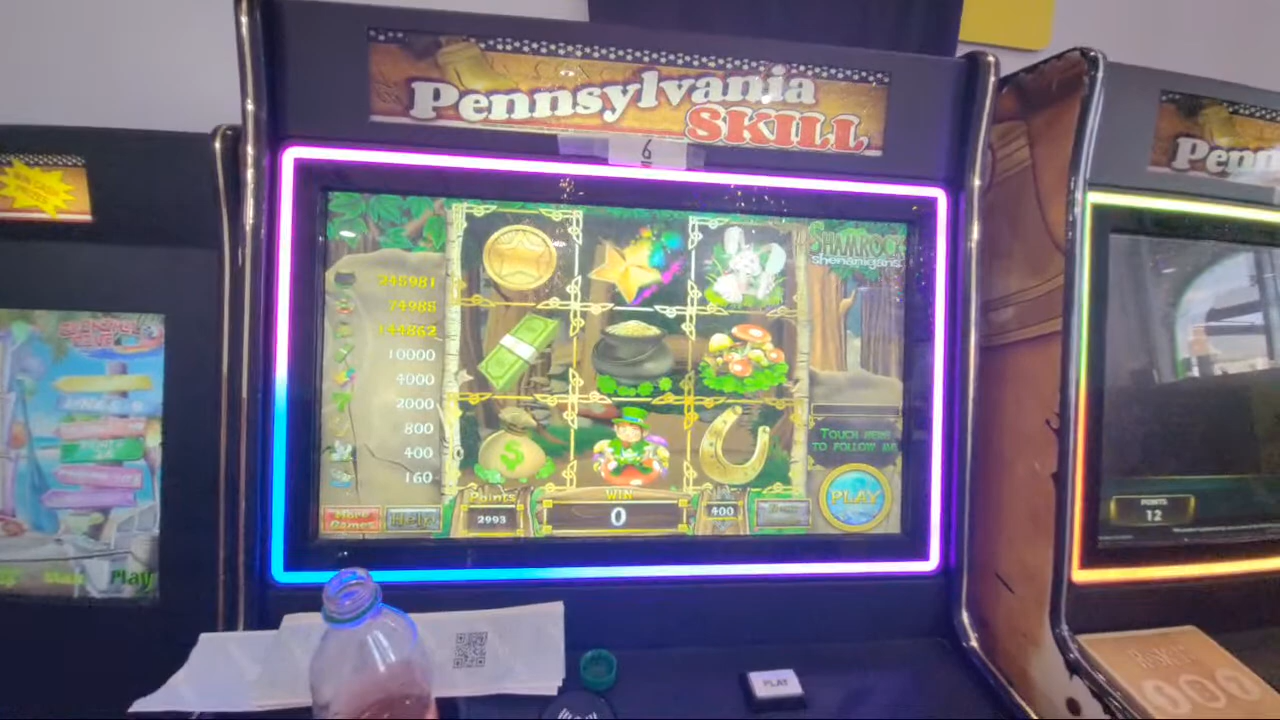 Pennsylvania
SKILL
6
SHAMROCK
shenanigans
248981
74985
144862
10000
4000
2000
800
400
160
TOUCH HERE
TO FOLLOW ME
PLAY
More
Games
Help
Points
2993
WIN
0
400
Play
PLAY
Penn
POINTS
12